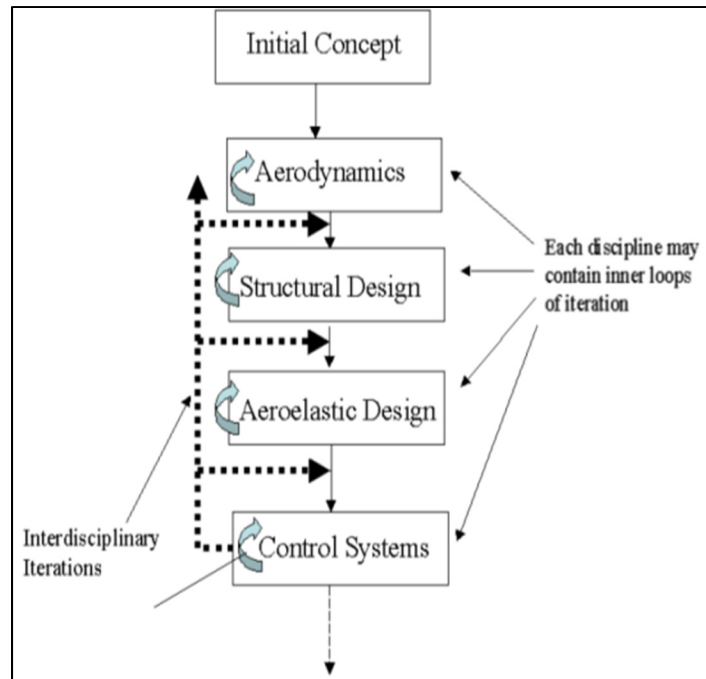 Initial Concept
Aerodynamics
Each discipline may
contain inner loops
of iteration
Structural Design
Aeroelastic Design
Interdisciplinary
Iterations
Control Systems